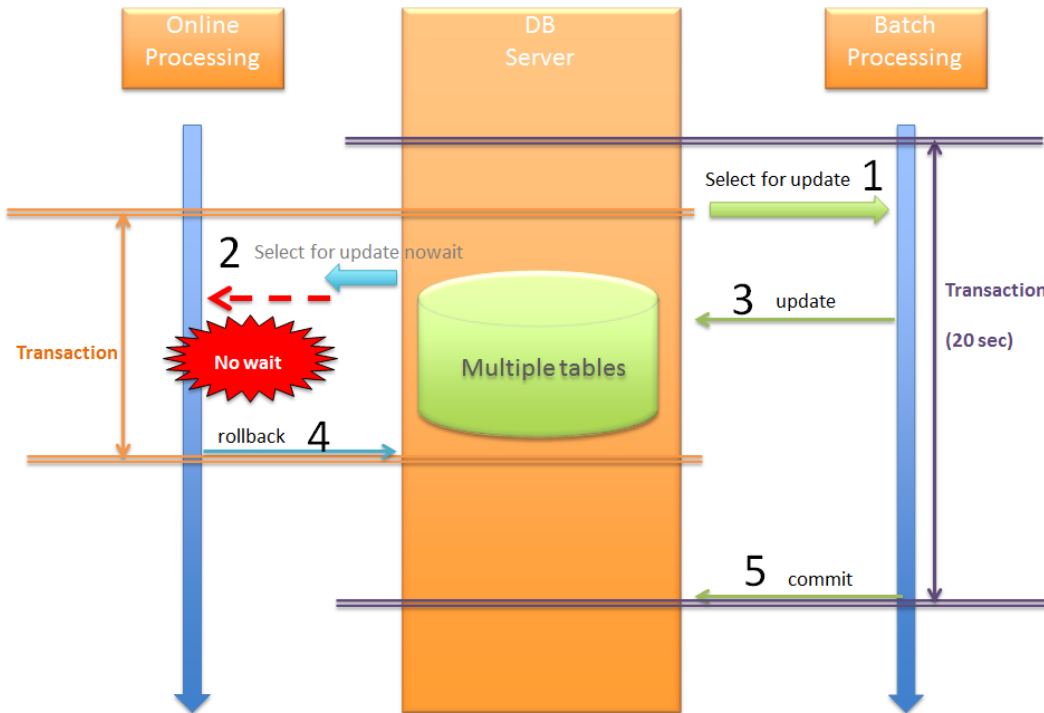 Online
Processing
DB
Server
Batch
Processing
Select for update 1
2 Select for update nowait
3 update
Transaction
(20 sec)
Transaction
No wait
Multiple tables
rollback 4
5 commit